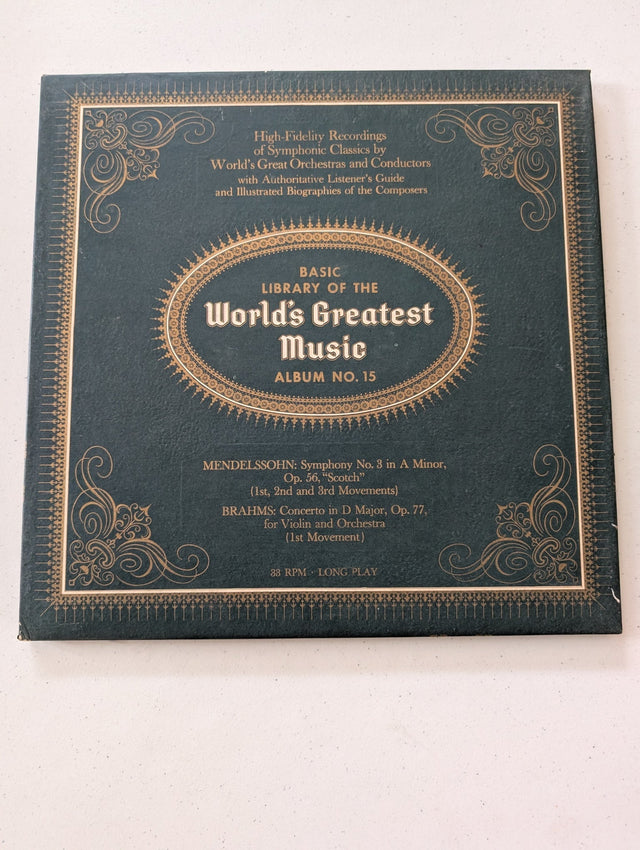 High-Fidelity Recordings
of Symphonic Classics by
World's Great Orchestras and Conductors
with Authoritative Listener's Guide
and Illustrated Biographies of the Composers
BASIC
LIBRARY OF THE
World's Greatest
Music
ALBUM NO. 15
MENDELSSOHN: Symphony No. 3 in A Minor,
Op. 56, "Scotch"
(1st, 2nd and 3rd Movements)
BRAHMS: Concerto in D Major, Op. 77,
for Violin and Orchestra
(1st Movement)
33 RPM · LONG PLAY